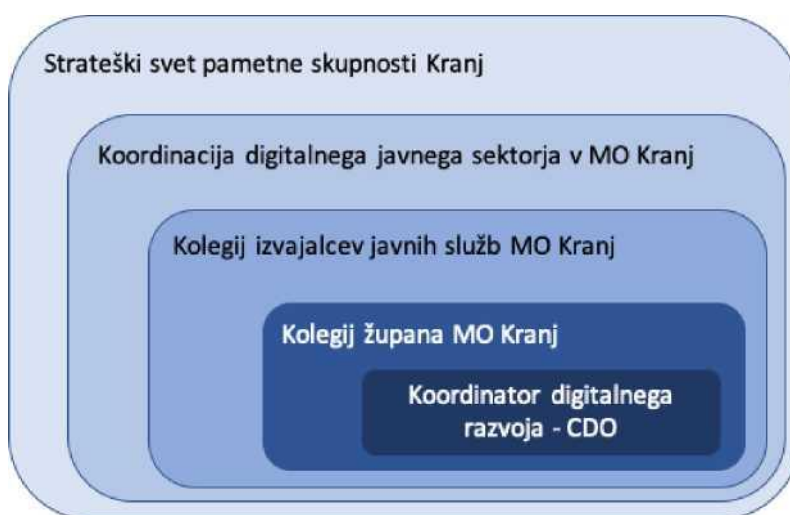 Strateški svet pametne skupnosti Kranj
Koordinacija digitalnega javnega sektorja v MO Kranj
Kolegij izvajalcev javnih služb MO Kranj
Kolegij župana MO Kranj
Koordinator digitalnega
razvoja - CDO